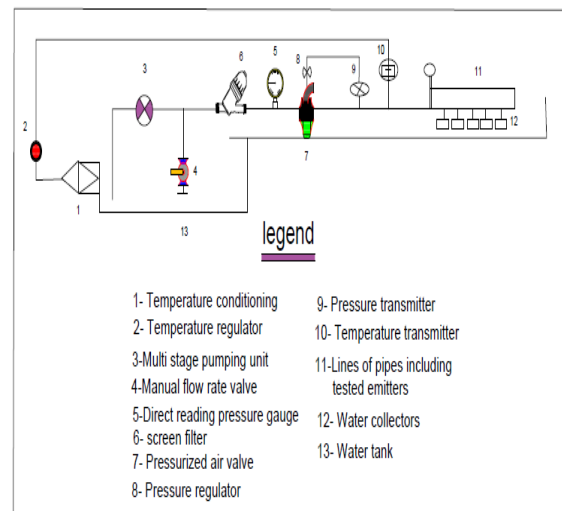 6
5
8
10
3
9
11
2
12
4
7
1
13
legend
1- Temperature conditioning
2- Temperature regulator
3-Multi stage pumping unit
4-Manual flow rate valve
5-Direct reading pressure gauge
6- screen filter
7- Pressurized air valve
8- Pressure regulator
9- Pressure transmitter
10- Temperature transmitter
11-Lines of pipes including
tested emitters
12- Water collectors
13- Water tank